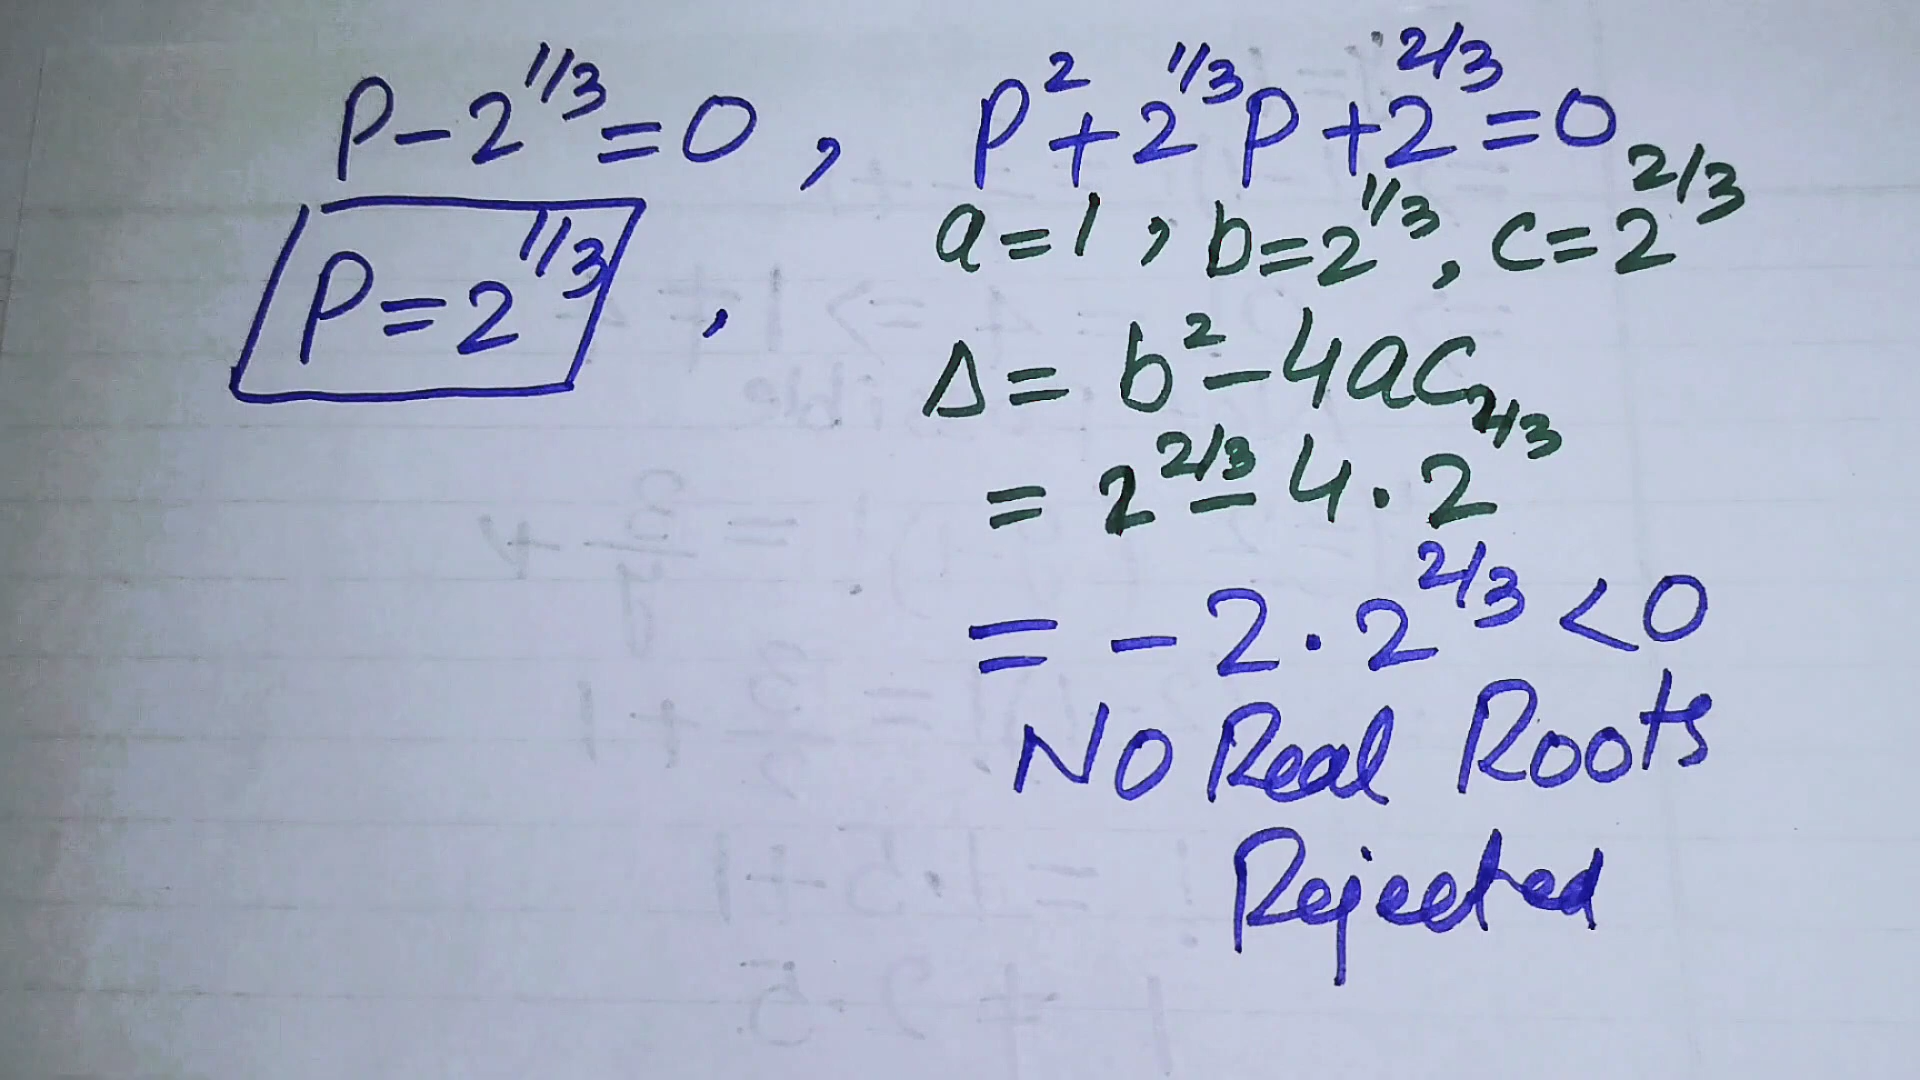 P-2^{1/3}=0, P^2+2^{1/3}P+2^{2/3}=0
P=2^{1/3}, a=1, b=2^{1/3}, c=2^{2/3}
Δ= b^2-4ac
= 2^{2/3}-4·2^{2/3}
= -2·2^{2/3}<0
No Real Roots
Rejected